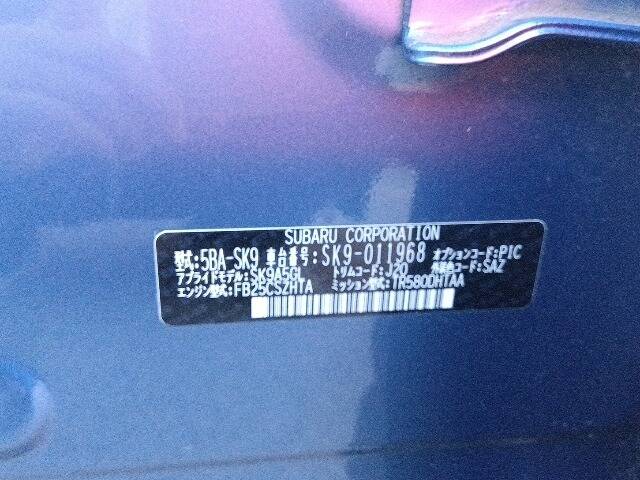 SUBARU CORPORATION
型式:5BA-SK9 車台番号:SK9-011968 オプションコード:PIC
アプライドモデル:SK9A5GL トリムコード:J20 外装色コード:SAZ
エンジン型式:FB25CSZHTA ミッション型式:TR580DHTAA